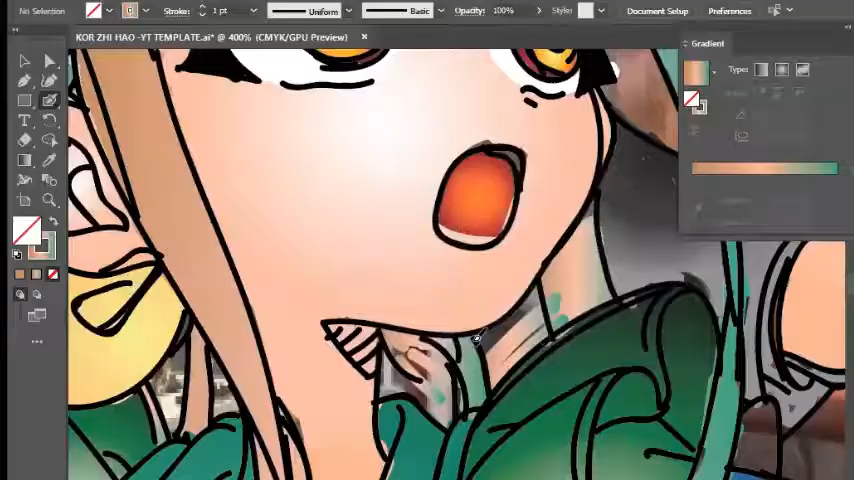 No Selection Stroke: 1 pt Uniform Basic Opacity: 100% Style: Document Setup Preferences
KOR ZHI HAO -YT TEMPLATE.ai* @ 400% (CMYK/GPU Preview) ×
Gradient
Type: